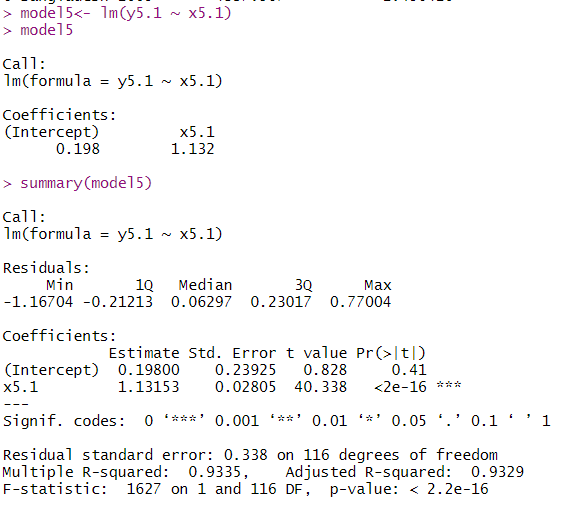 > model5<- lm(y5.1 ~ x5.1)
> model5

Call:
lm(formula = y5.1 ~ x5.1)

Coefficients:
(Intercept)         x5.1
      0.198        1.132

> summary(model5)

Call:
lm(formula = y5.1 ~ x5.1)

Residuals:
     Min       1Q   Median       3Q      Max
-1.16704 -0.21213  0.06297  0.23017  0.77004

Coefficients:
            Estimate Std. Error t value Pr(>|t|)
(Intercept)  0.19800    0.23925   0.828     0.41
x5.1         1.13153    0.02805  40.338   <2e-16 ***
---
Signif. codes:  0 ‘***’ 0.001 ‘**’ 0.01 ‘*’ 0.05 ‘.’ 0.1 ‘ ’ 1

Residual standard error: 0.338 on 116 degrees of freedom
Multiple R-squared:  0.9335,    Adjusted R-squared:  0.9329
F-statistic:  1627 on 1 and 116 DF,  p-value: < 2.2e-16